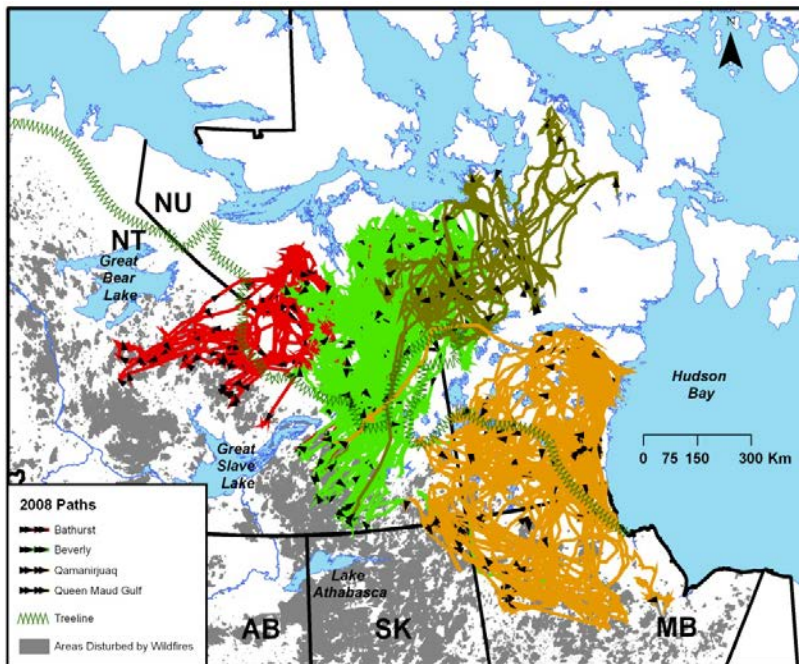 N
NU
NT
Great
Bear
Lake
Hudson
Bay
0 75 150 300 Km
Great
Slave
Lake
2008 Paths
Bathurst
Beverly
Qamanirjuaq
Queen Maud Gulf
Treeline
Areas Disturbed by Wildfires
Lake
Athabasca
AB
SK
MB